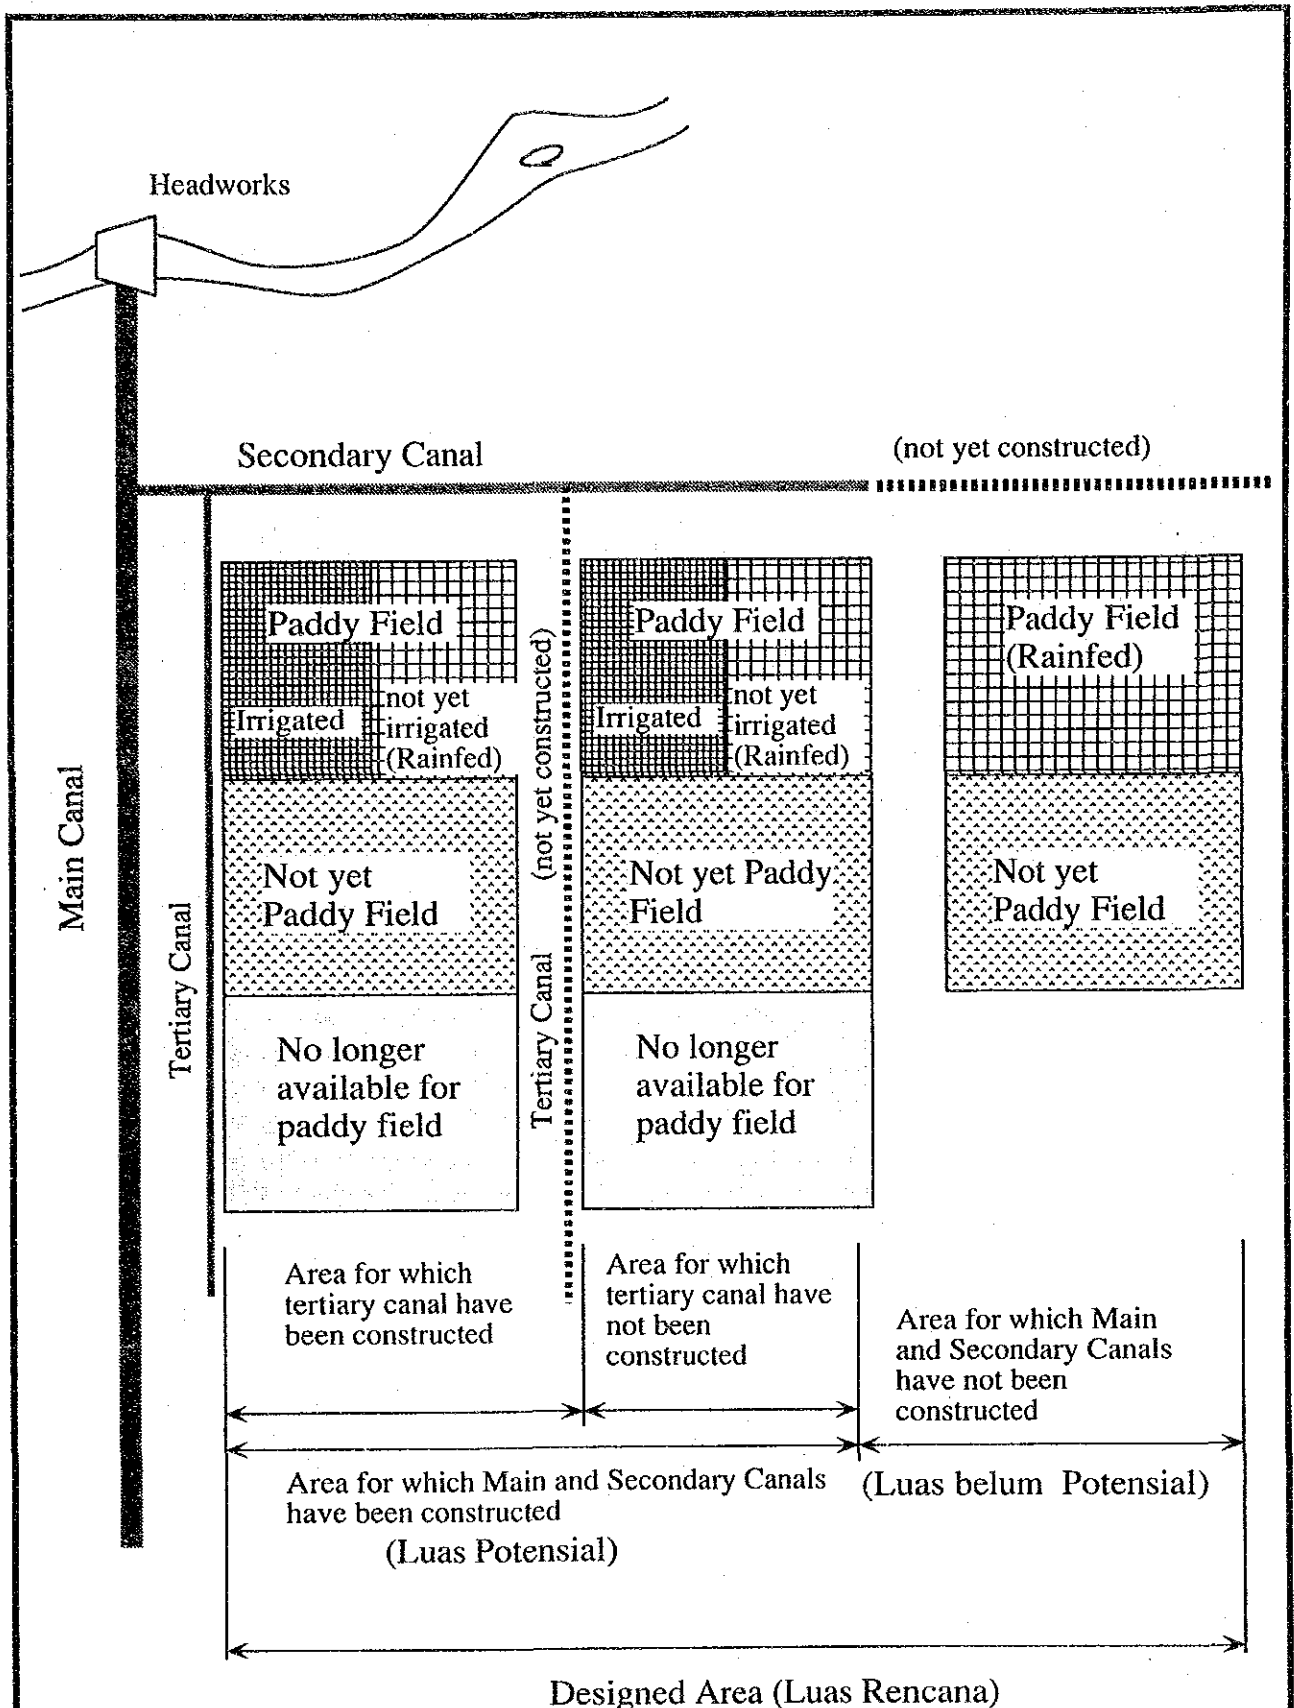 Headworks
Secondary Canal
(not yet constructed)
Main Canal
Tertiary Canal
Paddy Field
Irrigated
not yet
irrigated
(Rainfed)
Not yet
Paddy Field
No longer
available for
paddy field
Tertiary Canal (not yet constructed)
Paddy Field
Irrigated
not yet
irrigated
(Rainfed)
Not yet Paddy
Field
No longer
available for
paddy field
Paddy Field
(Rainfed)
Not yet
Paddy Field
Area for which
tertiary canal have
been constructed
Area for which
tertiary canal have
not been
constructed
Area for which Main
and Secondary Canals
have not been
constructed
Area for which Main and Secondary Canals
have been constructed
(Luas Potensial)
(Luas belum Potensial)
Designed Area (Luas Rencana)